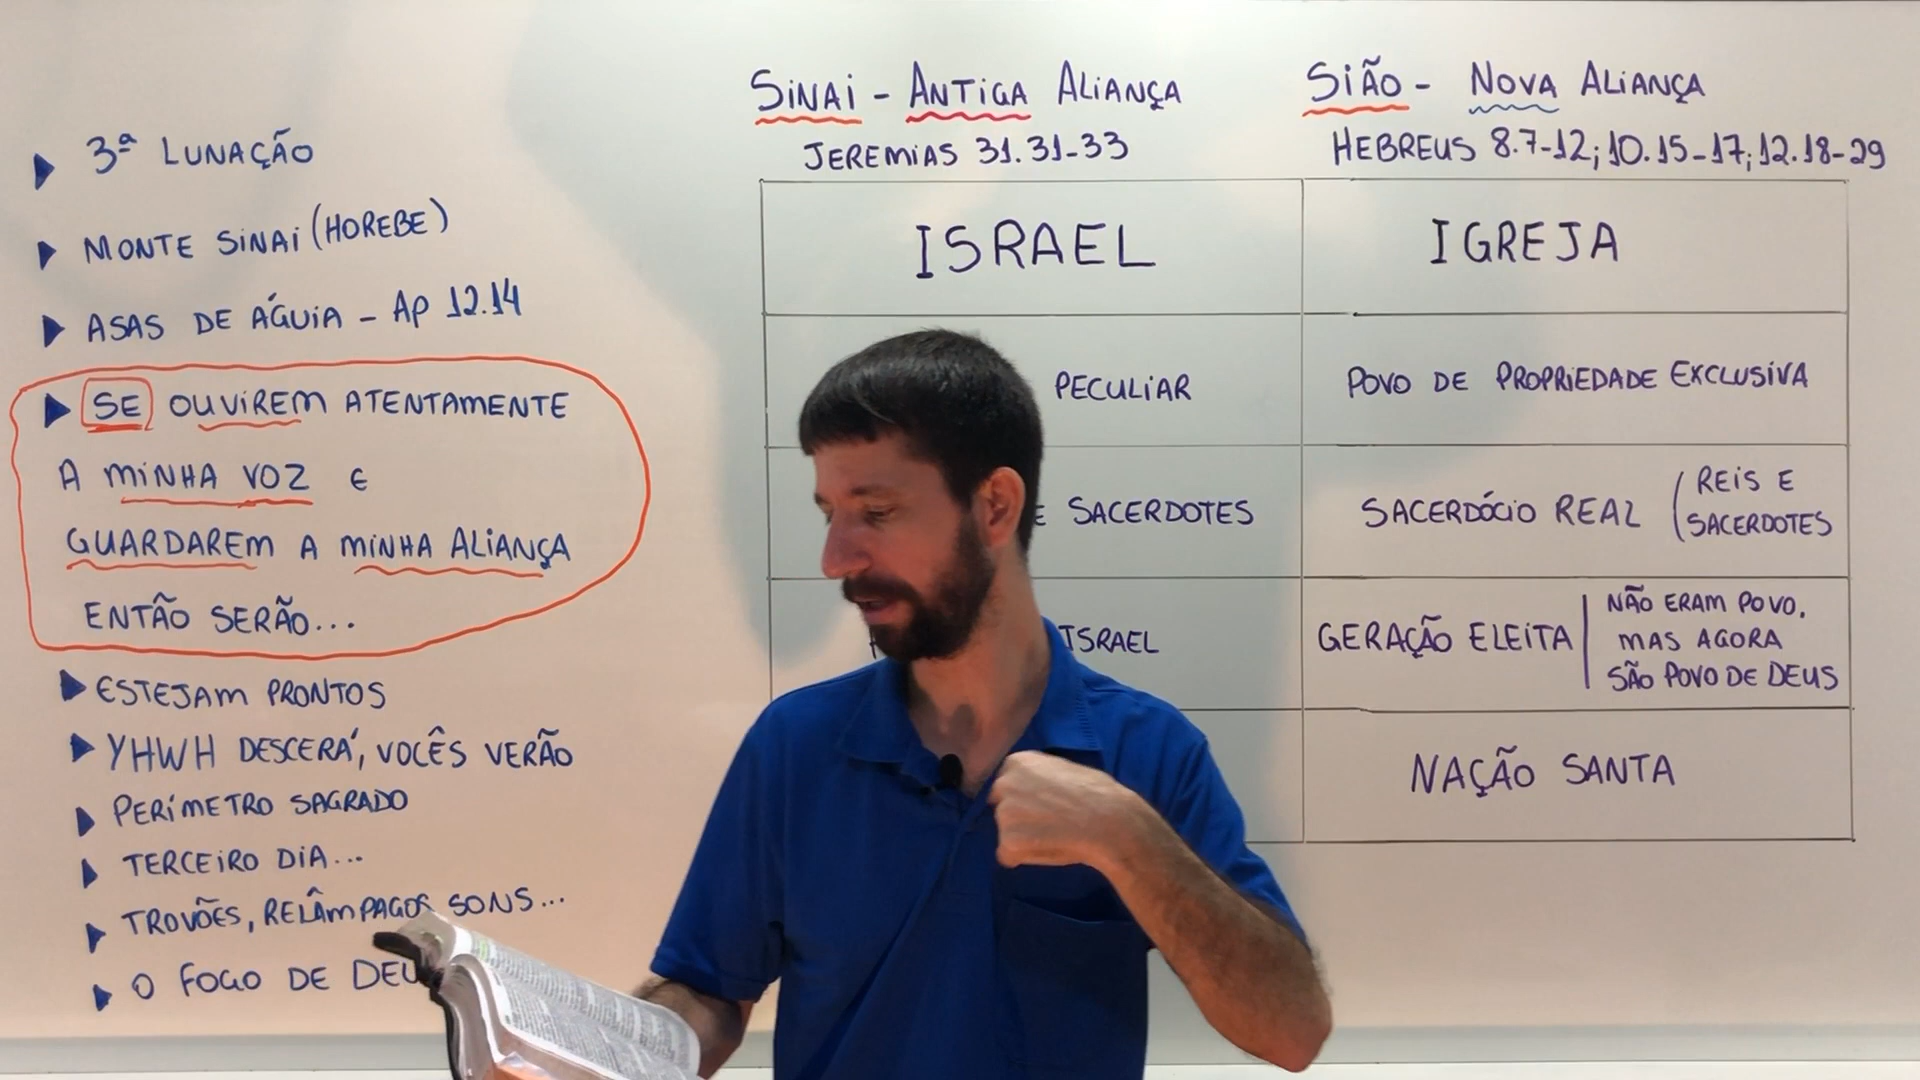 3ª LUNAÇÃO
MONTE SINAI (HOREBE)
ASAS DE ÁGUIA - AP 12.14
SE OUVIREM ATENTAMENTE
A MINHA VOZ E
GUARDAREM A MINHA ALIANÇA
ENTÃO SERÃO...
ESTEJAM PRONTOS
YHWH DESCERÁ, VOCÊS VERÃO
PERÍMETRO SAGRADO
TERCEIRO DIA...
TROVÕES, RELÂMPAGOS, SONS...
O FOGO DE DEU
SINAI - ANTIGA ALIANÇA
JEREMIAS 31.31-33
SIÃO - NOVA ALIANÇA
HEBREUS 8.7-12; 10.15-17; 12.18-29
ISRAEL
IGREJA
PECULIAR
POVO DE PROPRIEDADE EXCLUSIVA
E SACERDOTES
SACERDÓCIO REAL
(REIS E
SACERDOTES
ISRAEL
GERAÇÃO ELEITA
NÃO ERAM POVO,
MAS AGORA
SÃO POVO DE DEUS
NAÇÃO SANTA